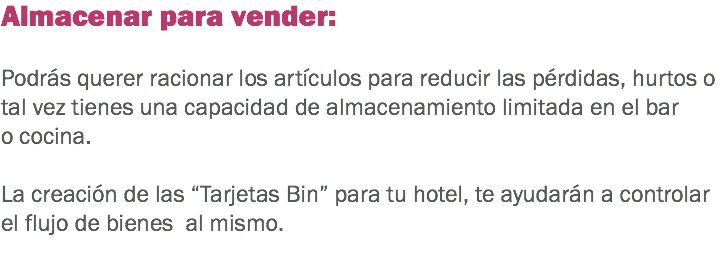 Almacenar para vender:
Podrás querer racionar los artículos para reducir las pérdidas, hurtos o
tal vez tienes una capacidad de almacenamiento limitada en el bar
o cocina.
La creación de las “Tarjetas Bin” para tu hotel, te ayudarán a controlar
el flujo de bienes  al mismo.